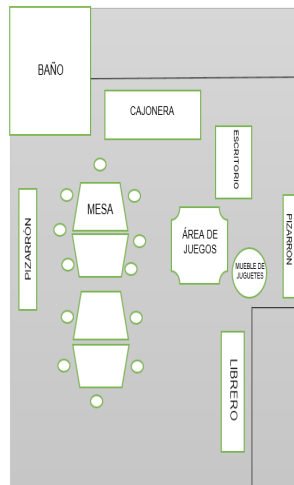 BAÑO
CAJONERA
ESCRITORIO
MESA
PIZARRÓN
ÁREA DE
JUEGOS
PIZARRÓN
MUEBLE DE
JUGUETES
LIBRERO